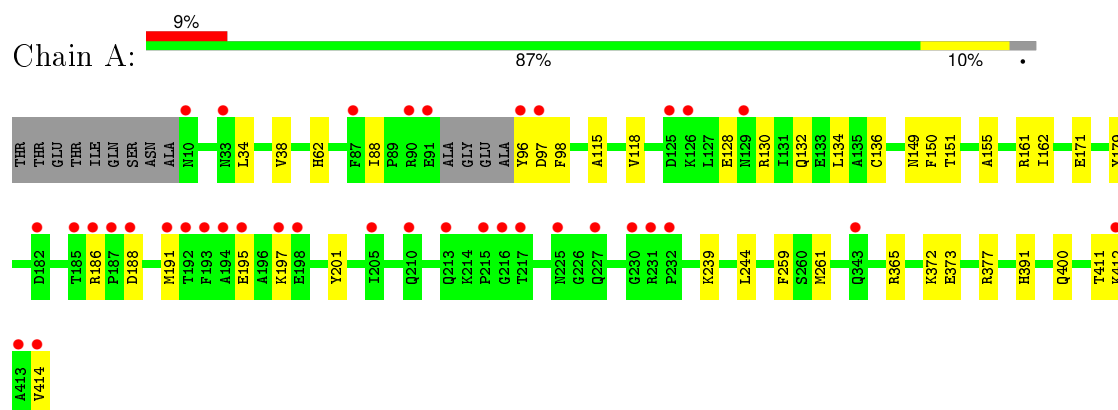 9%
Chain A:
87% 10% •
THR THR GLU THR ILE GLN SER ASN ALA N10 N33 L34 V38 H62 F87 I88 P89 R90 E91 ALA GLY GLU ALA Y96 D97 F98 A115 V118 D125 K126 L127 E128 N129 R130 I131 Q132 E133 L134 A135 C136 N149 F150 T151 A155 R161 I162 E171
D182 T185 R186 P187 D188 M191 T192 F193 A194 E195 A196 K197 E198 Y201 I205 Q210 Q213 K214 P215 G216 T217 N225 G226 Q227 G230 R231 P232 K239 L244 F259 S260 M261 Q343 R365 K372 E373 R377 H391 Q400 T411 K412
A413 V414